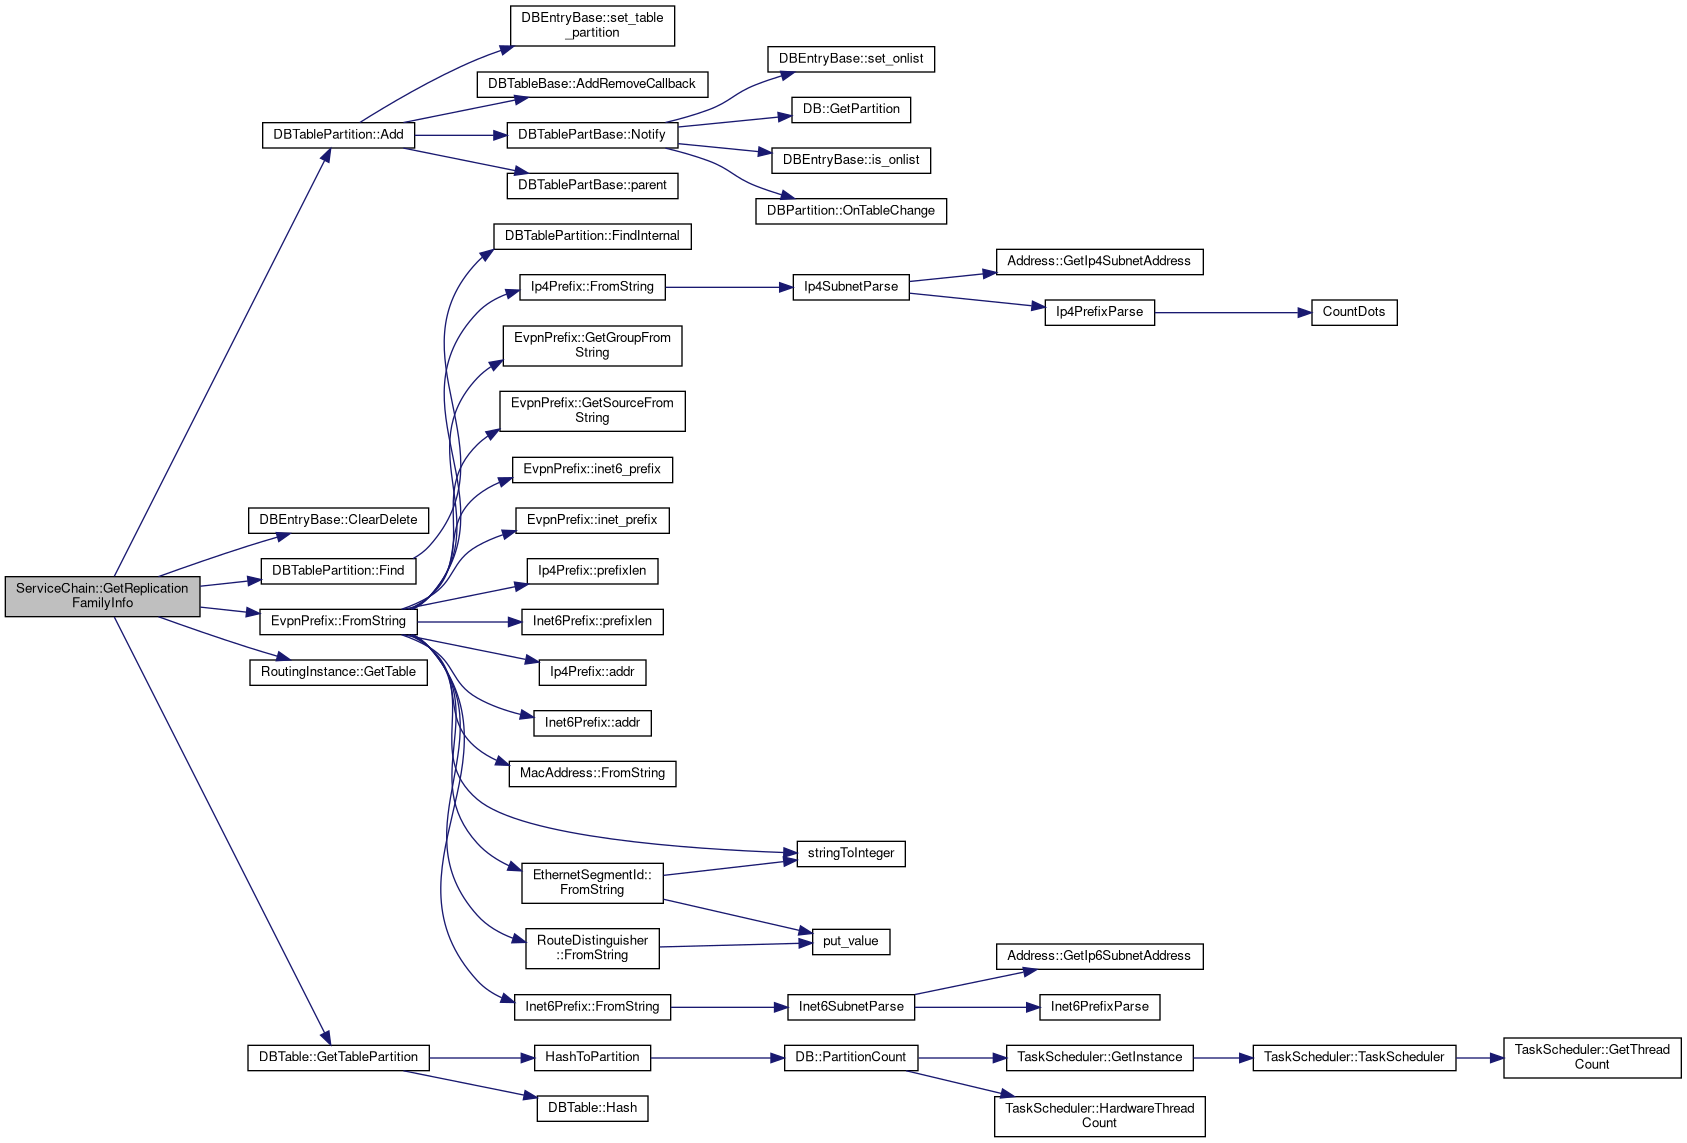 DBEntryBase::set_table
_partition
DBTableBase::AddRemoveCallback
DBTablePartition::Add
DBTablePartBase::Notify
DBTablePartBase::parent
DBEntryBase::set_onlist
DB::GetPartition
DBEntryBase::is_onlist
DBPartition::OnTableChange
DBTablePartition::FindInternal
Ip4Prefix::FromString
Ip4SubnetParse
Address::GetIp4SubnetAddress
Ip4PrefixParse
CountDots
EvpnPrefix::GetGroupFrom
String
EvpnPrefix::GetSourceFrom
String
EvpnPrefix::inet6_prefix
DBEntryBase::ClearDelete
EvpnPrefix::inet_prefix
DBTablePartition::Find
Ip4Prefix::prefixlen
ServiceChain::GetReplication
FamilyInfo
EvpnPrefix::FromString
Inet6Prefix::prefixlen
RoutingInstance::GetTable
Ip4Prefix::addr
Inet6Prefix::addr
MacAddress::FromString
stringToInteger
EthernetSegmentId::
FromString
RouteDistinguisher
::FromString
put_value
Address::GetIp6SubnetAddress
Inet6Prefix::FromString
Inet6SubnetParse
Inet6PrefixParse
DBTable::GetTablePartition
HashToPartition
DB::PartitionCount
TaskScheduler::GetInstance
TaskScheduler::TaskScheduler
TaskScheduler::GetThread
Count
DBTable::Hash
TaskScheduler::HardwareThread
Count